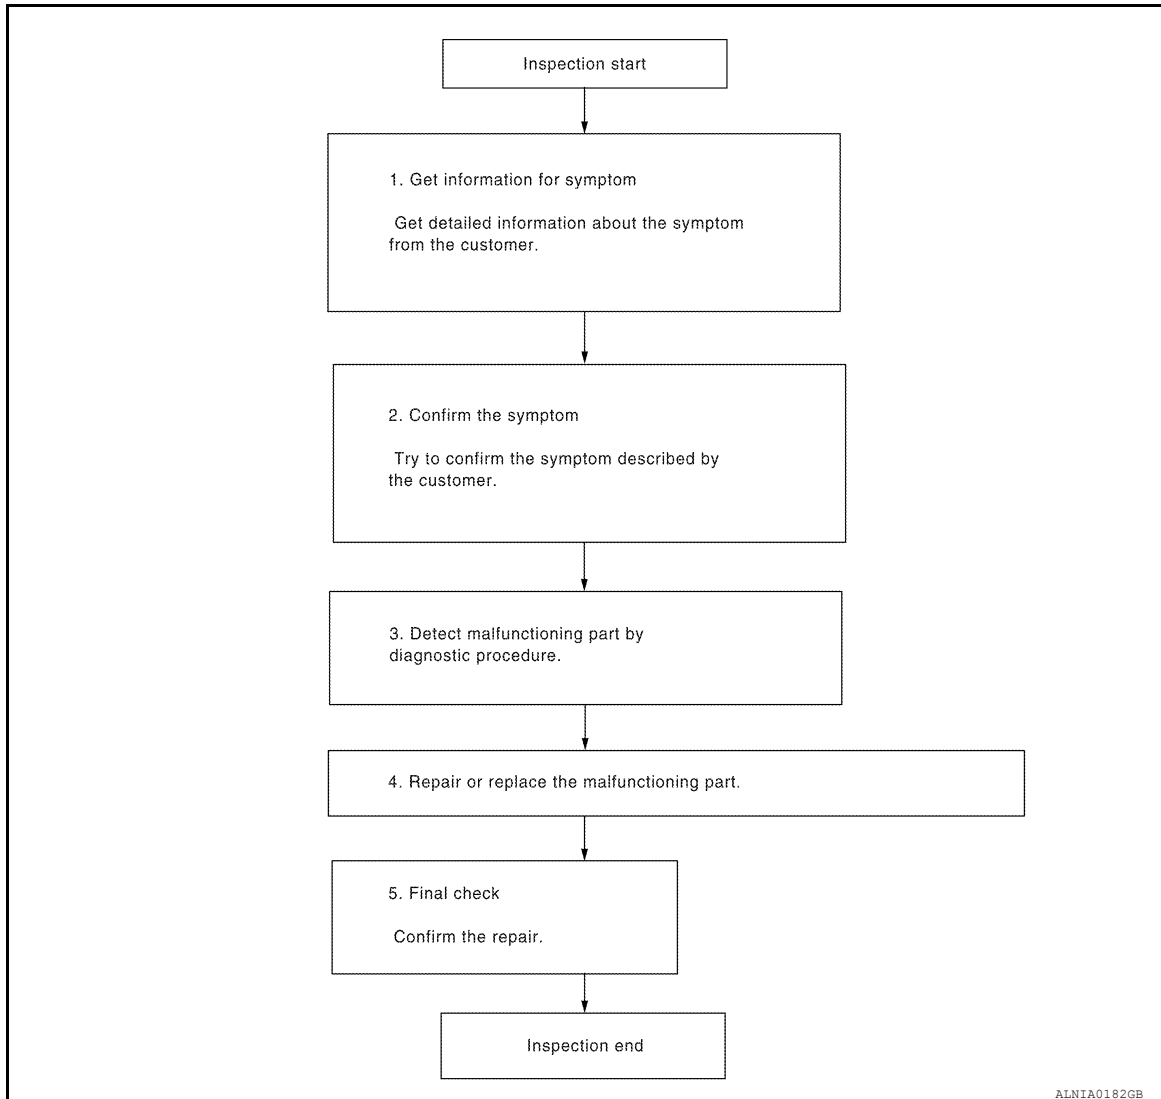 Inspection start
1. Get information for symptom
Get detailed information about the symptom
from the customer.
2. Confirm the symptom
Try to confirm the symptom described by
the customer.
3. Detect malfunctioning part by
diagnostic procedure.
4. Repair or replace the malfunctioning part.
5. Final check
Confirm the repair.
Inspection end
ALNIA0182GB